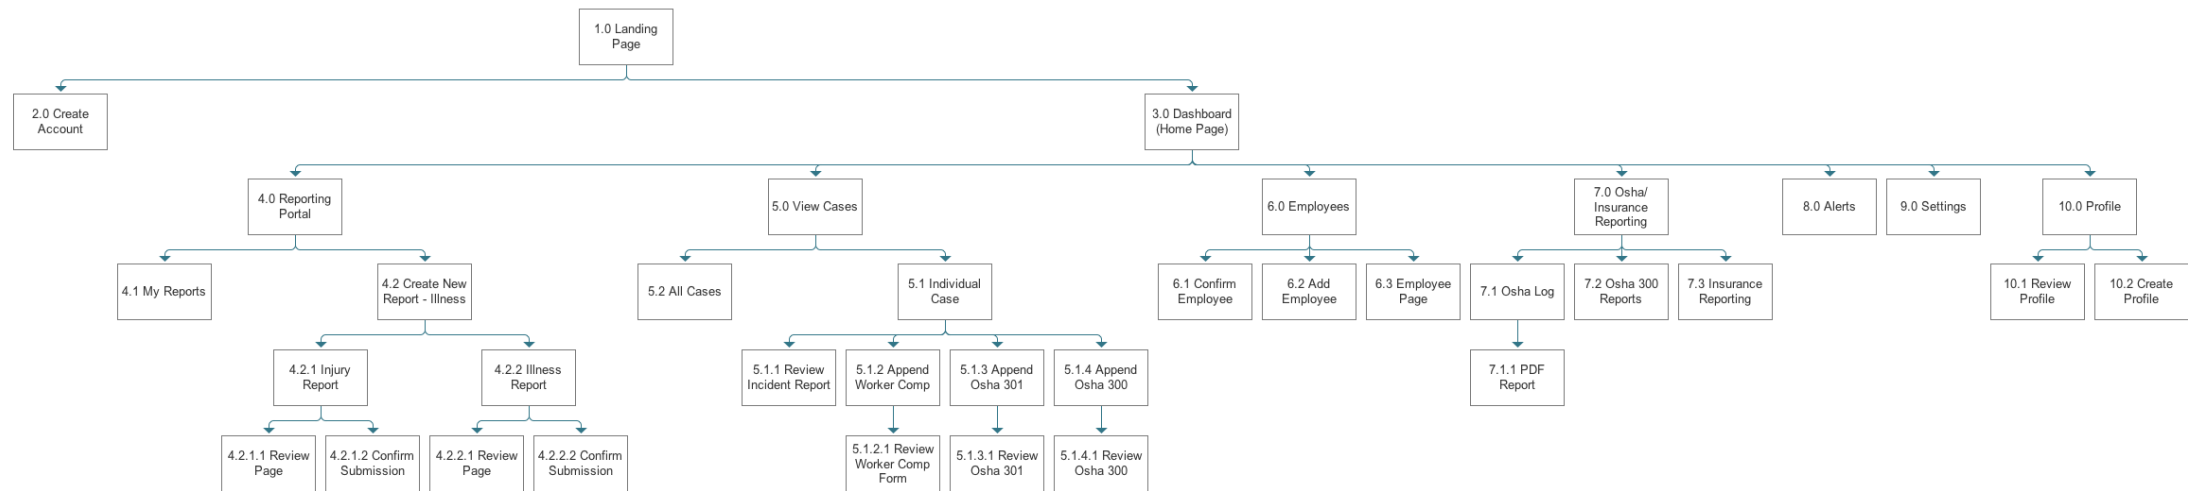 1.0 Landing
Page
2.0 Create
Account
3.0 Dashboard
(Home Page)
4.0 Reporting
Portal
5.0 View Cases
6.0 Employees
7.0 Osha/
Insurance
Reporting
8.0 Alerts
9.0 Settings
10.0 Profile
4.1 My Reports
4.2 Create New
Report - Illness
5.2 All Cases
5.1 Individual
Case
6.1 Confirm
Employee
6.2 Add
Employee
6.3 Employee
Page
7.1 Osha Log
7.2 Osha 300
Reports
7.3 Insurance
Reporting
10.1 Review
Profile
10.2 Create
Profile
4.2.1 Injury
Report
4.2.2 Illness
Report
5.1.1 Review
Incident Report
5.1.2 Append
Worker Comp
5.1.3 Append
Osha 301
5.1.4 Append
Osha 300
7.1.1 PDF
Report
4.2.1.1 Review
Page
4.2.1.2 Confirm
Submission
4.2.2.1 Review
Page
4.2.2.2 Confirm
Submission
5.1.2.1 Review
Worker Comp
Form
5.1.3.1 Review
Osha 301
5.1.4.1 Review
Osha 300